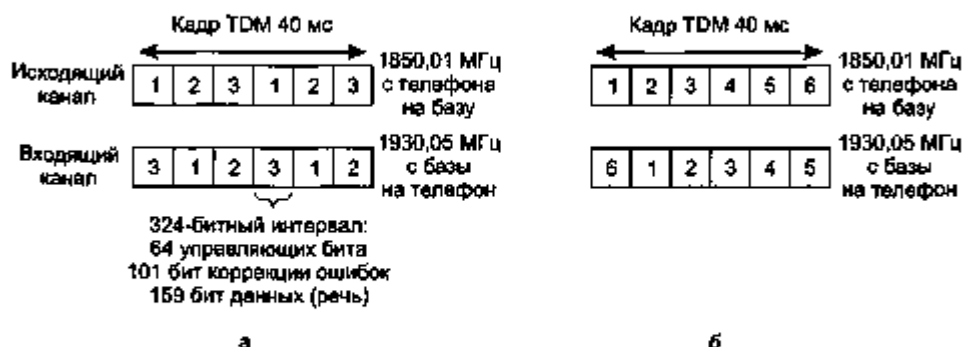 Кадр TDM 40 мс
Исходящий канал
1 2 3 1 2 3
1850,01 МГц
с телефона
на базу
Входящий канал
3 1 2 3 1 2
1930,05 МГц
с базы
на телефон
324-битный интервал:
64 управляющих бита
101 бит коррекции ошибок
159 бит данных (речь)
а
Кадр TDM 40 мс
1 2 3 4 5 6
1850,01 МГц
с телефона
на базу
6 1 2 3 4 5
1930,05 МГц
с базы
на телефон
б